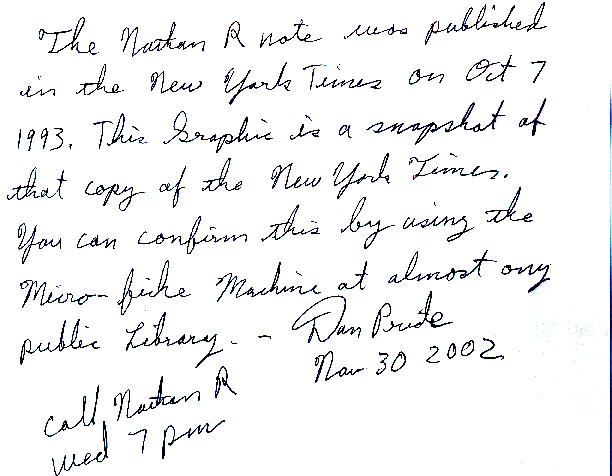 The Nathan R note was published
in the New York Times on Oct 7
1993. This Graphic is a snapshot of
that copy of the New York Times.
You can confirm this by using the
Micro-fiche Machine at almost any
public Library. - Dan Prude
Nov 30 2002
call Nathan R
wed 7 pm